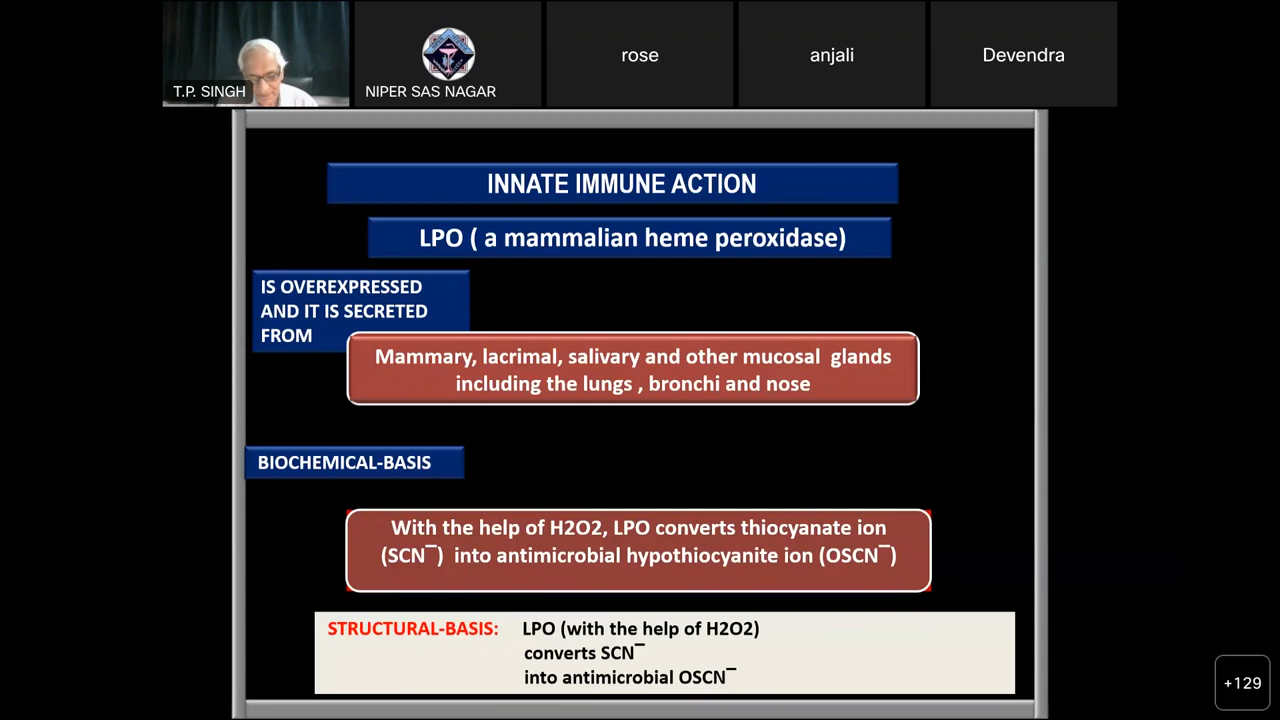 T.P. SINGH
NIPER SAS NAGAR
rose
anjali
Devendra
INNATE IMMUNE ACTION
LPO ( a mammalian heme peroxidase)
IS OVEREXPRESSED
AND IT IS SECRETED
FROM
Mammary, lacrimal, salivary and other mucosal glands
including the lungs , bronchi and nose
BIOCHEMICAL-BASIS
With the help of H2O2, LPO converts thiocyanate ion
(SCN¯) into antimicrobial hypothiocyanite ion (OSCN¯)
STRUCTURAL-BASIS: LPO (with the help of H2O2)
converts SCN¯
into antimicrobial OSCN¯
+129